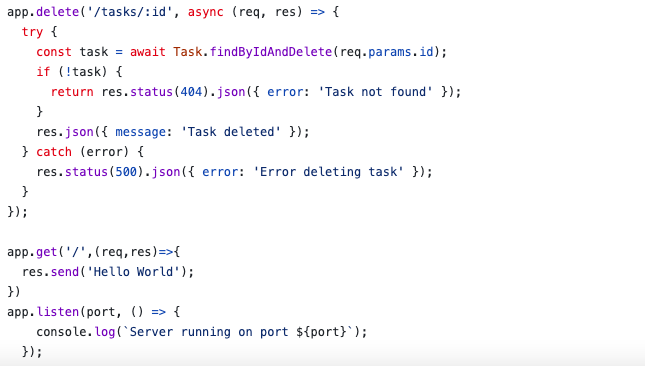 app.delete('/tasks/:id', async (req, res) => {
  try {
    const task = await Task.findByIdAndDelete(req.params.id);
    if (!task) {
      return res.status(404).json({ error: 'Task not found' });
    }
    res.json({ message: 'Task deleted' });
  } catch (error) {
    res.status(500).json({ error: 'Error deleting task' });
  }
});

app.get('/',(req,res)=>{
  res.send('Hello World');
})
app.listen(port, () => {
    console.log(`Server running on port ${port}`);
  });